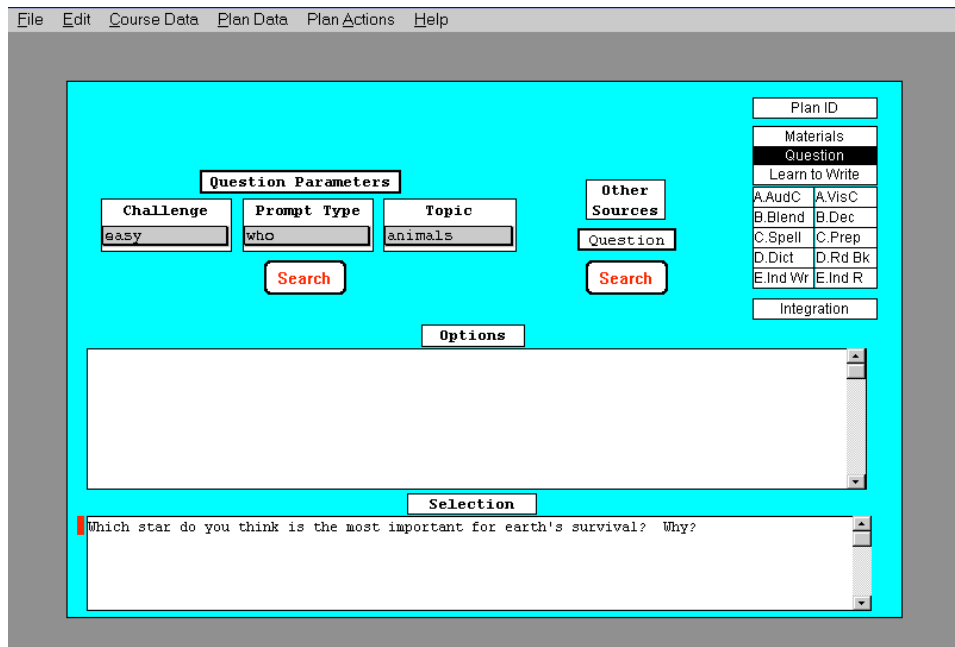 File Edit Course Data Plan Data Plan Actions Help
Plan ID
Materials
Question
Learn to Write
A.AudC A.VisC
B.Blend B.Dec
C.Spell C.Prep
D.Dict D.Rd Bk
E.Ind Wr E.Ind R
Integration
Question Parameters
Challenge Prompt Type Topic
easy who animals
Search
Other
Sources
Question
Search
Options
Selection
Which star do you think is the most important for earth's survival? Why?